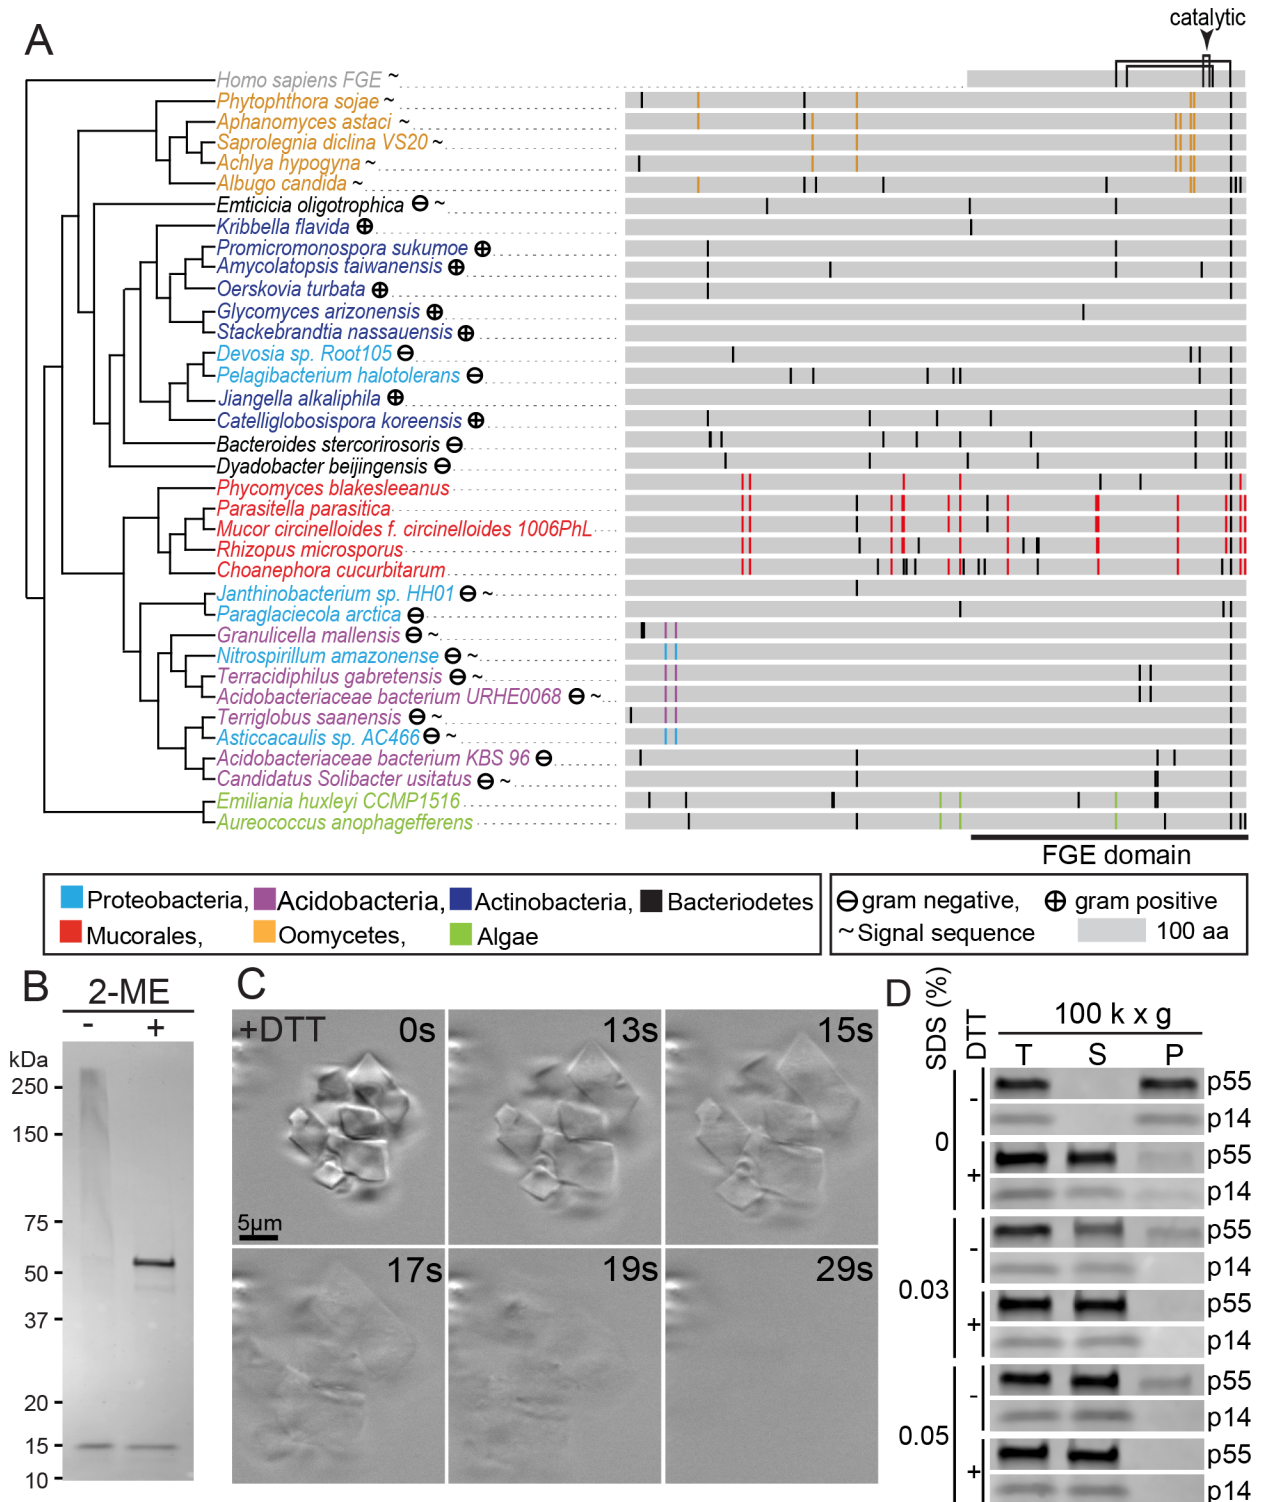 A
catalytic
Homo sapiens FGE ~
Phytophthora sojae ~
Aphanomyces astaci ~
Saprolegnia diclina VS20 ~
Achlya hypogyna ~
Albugo candida ~
Emticicia oligotrophica ⊖ ~
Kribbella flavida ⊕
Promicromonospora sukumoe ⊕
Amycolatopsis taiwanensis ⊕
Oerskovia turbata ⊕
Glycomyces arizonensis ⊕
Stackebrandtia nassauensis ⊕
Devosia sp. Root105 ⊖
Pelagibacterium halotolerans ⊖
Jiangella alkaliphila ⊕
Catelliglobosispora koreensis ⊕
Bacteroides stercorirosoris ⊖
Dyadobacter beijingensis ⊖
Phycomyces blakesleeanus
Parasitella parasitica
Mucor circinelloides f. circinelloides 1006PhL
Rhizopus microsporus
Choanephora cucurbitarum
Janthinobacterium sp. HH01 ⊖ ~
Paraglaciecola arctica ⊖
Granulicella mallensis ⊖ ~
Nitrospirillum amazonense ⊖ ~
Terracidiphilus gabretensis ⊖ ~
Acidobacteriaceae bacterium URHE0068 ⊖ ~
Terriglobus saanensis ⊖ ~
Asticcacaulis sp. AC466 ⊖ ~
Acidobacteriaceae bacterium KBS 96 ⊖
Candidatus Solibacter usitatus ⊖ ~
Emiliania huxleyi CCMP1516
Aureococcus anophagefferens
FGE domain
Proteobacteria, Acidobacteria, Actinobacteria, Bacteriodetes
Mucorales, Oomycetes, Algae
⊖ gram negative, ⊕ gram positive
~ Signal sequence 100 aa
B
2-ME
- +
kDa
250
150
75
50
37
20
15
10
C
+DTT 0s
13s
15s
5µm
17s
19s
29s
D
SDS (%)
DTT
100 k x g
T S P
0
-
p55
p14
+
p55
p14
0.03
-
p55
p14
+
p55
p14
0.05
-
p55
p14
+
p55
p14